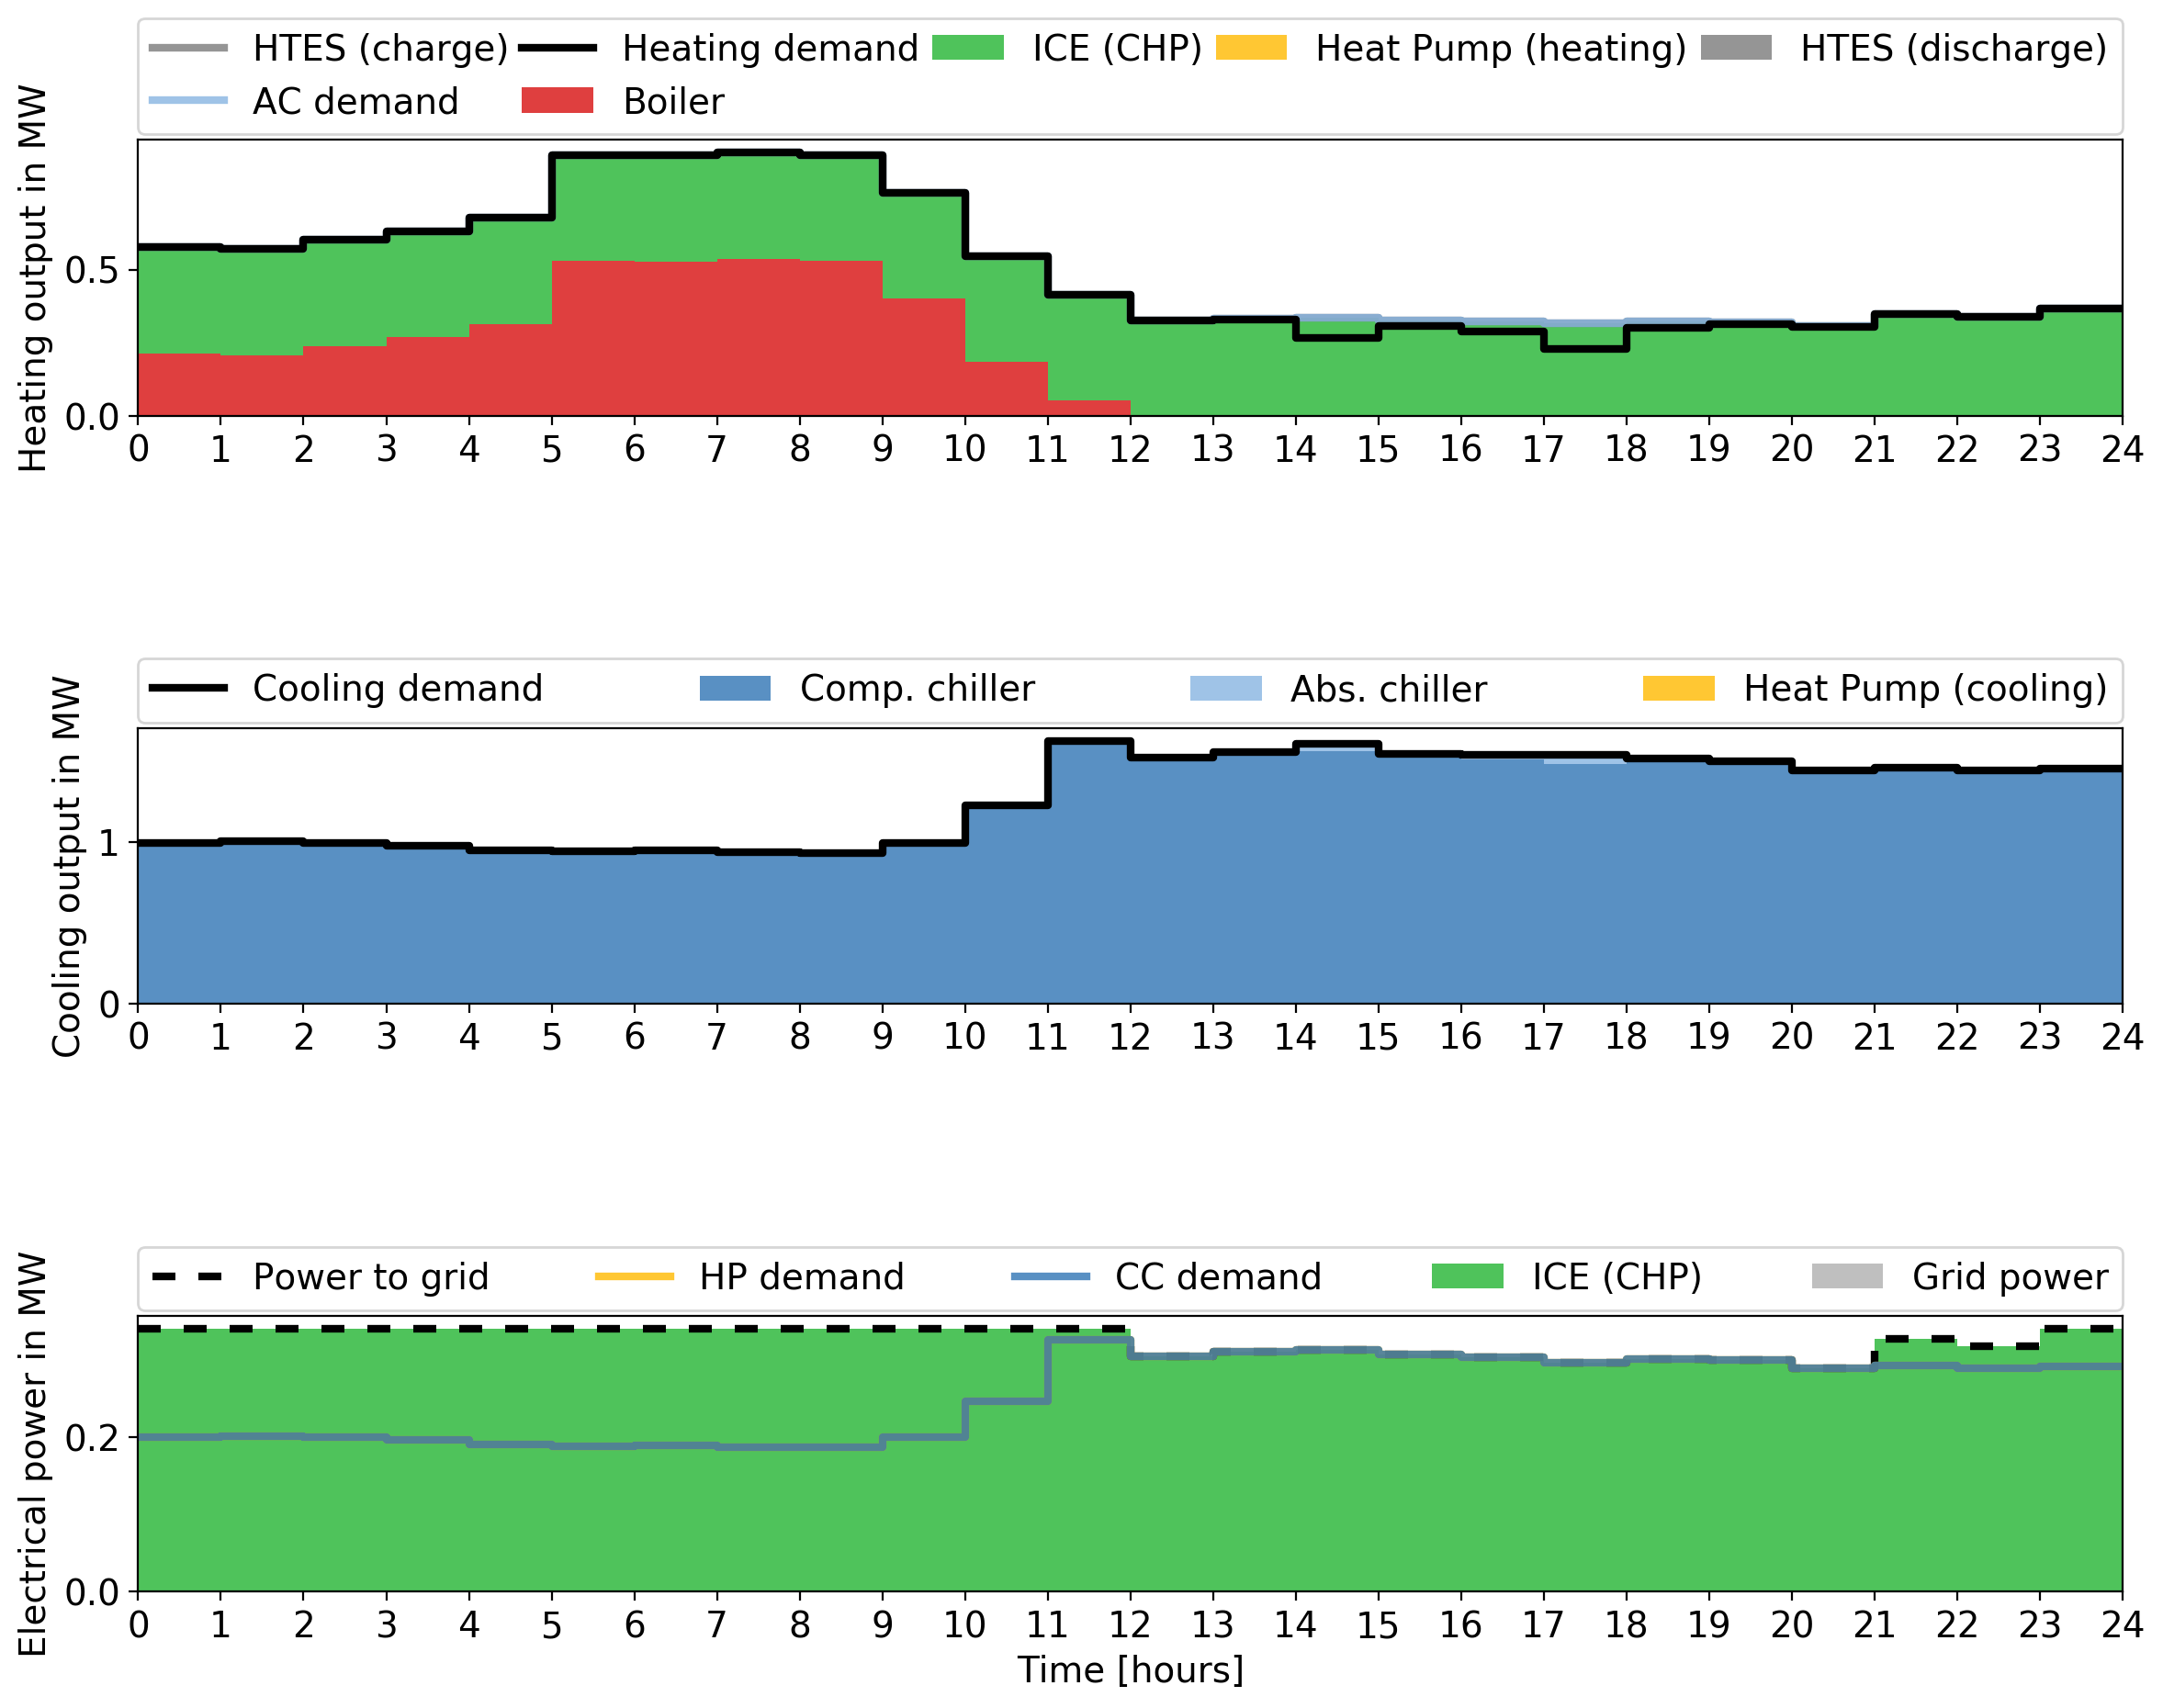 HTES (charge) Heating demand ICE (CHP) Heat Pump (heating) HTES (discharge)
AC demand Boiler
Heating output in MW
0.5
0.0
0 1 2 3 4 5 6 7 8 9 10 11 12 13 14 15 16 17 18 19 20 21 22 23 24
Cooling demand Comp. chiller Abs. chiller Heat Pump (cooling)
Cooling output in MW
1
0
0 1 2 3 4 5 6 7 8 9 10 11 12 13 14 15 16 17 18 19 20 21 22 23 24
Power to grid HP demand CC demand ICE (CHP) Grid power
Electrical power in MW
0.2
0.0
0 1 2 3 4 5 6 7 8 9 10 11 12 13 14 15 16 17 18 19 20 21 22 23 24
Time [hours]